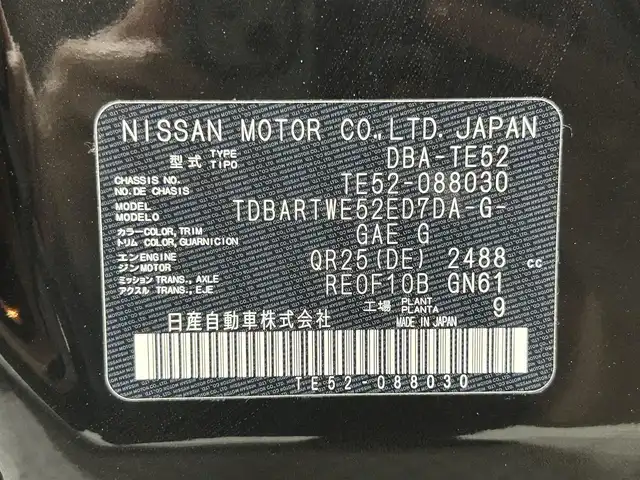 NISSAN MOTOR CO.,LTD. JAPAN
型式 TYPE TIPO DBA-TE52
CHASSIS NO. NO. DE CHASIS TE52-088030
MODEL MODELO TDBARTWE52ED7DA-G-
カラー COLOR, TRIM トリム COLOR, GUARNICION GAE G
エンジン ENGINE MOTOR QR25(DE) 2488 cc
ミッション TRANS., AXLE アクスル TRANS., EJE RE0F10B GN61
工場 PLANT PLANTA 9
日産自動車株式会社 MADE IN JAPAN
TE52-088030